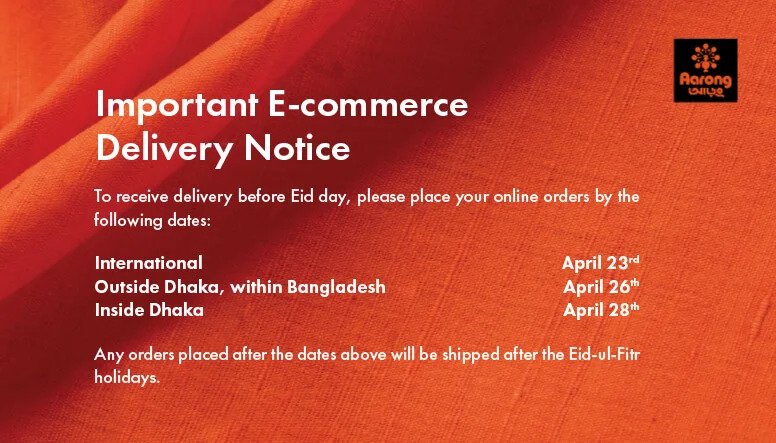 Aarong
আড়ং
Important E-commerce
Delivery Notice
To receive delivery before Eid day, please place your online orders by the
following dates:
International April 23rd
Outside Dhaka, within Bangladesh April 26th
Inside Dhaka April 28th
Any orders placed after the dates above will be shipped after the Eid-ul-Fitr
holidays.